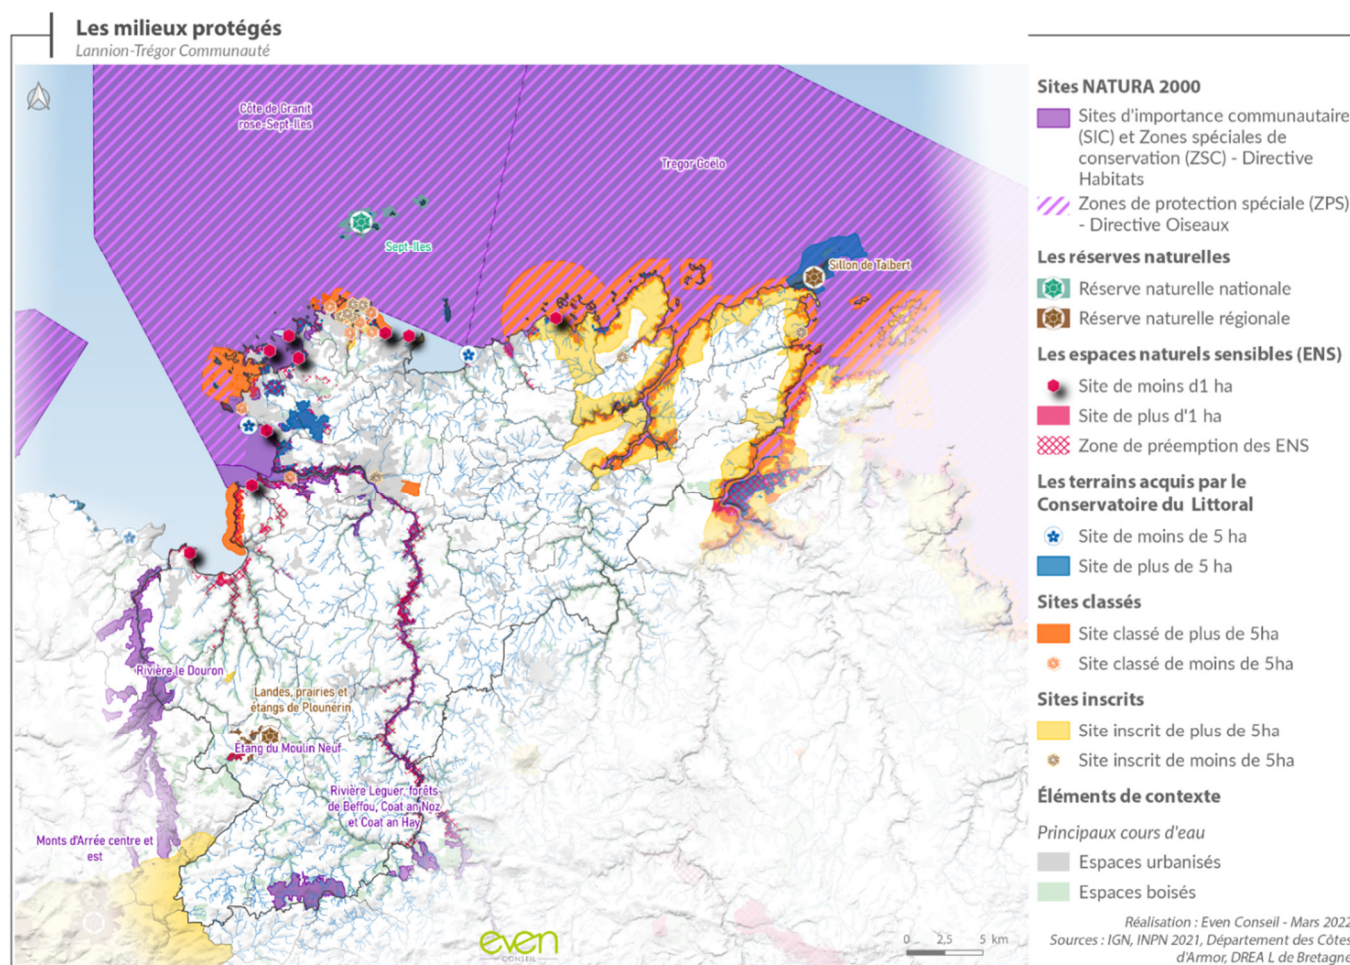 Les milieux protégés
Lannion-Trégor Communauté
Côte de Granit
rose-Sept-Iles
Tregor Goëlo
Sept-Iles
Sillon de Talbert
Rivière le Douron
Landes, prairies et
étangs de Plounerin
Étang du Moulin Neuf
Rivière Leguer, forêts
de Beffou, Coat an Noz
et Coat an Hay
Monts d'Arrée centre et
est
even
CONSEIL
0 2,5 5 km
Sites NATURA 2000
Sites d'importance communautaire
(SIC) et Zones spéciales de
conservation (ZSC) - Directive
Habitats
Zones de protection spéciale (ZPS)
- Directive Oiseaux
Les réserves naturelles
Réserve naturelle nationale
Réserve naturelle régionale
Les espaces naturels sensibles (ENS)
Site de moins d1 ha
Site de plus d'1 ha
Zone de préemption des ENS
Les terrains acquis par le
Conservatoire du Littoral
Site de moins de 5 ha
Site de plus de 5 ha
Sites classés
Site classé de plus de 5ha
Site classé de moins de 5ha
Sites inscrits
Site inscrit de plus de 5ha
Site inscrit de moins de 5ha
Éléments de contexte
Principaux cours d'eau
Espaces urbanisés
Espaces boisés
Réalisation : Even Conseil - Mars 2022
Sources : IGN, INPN 2021, Département des Côtes
d'Armor, DREA L de Bretagne